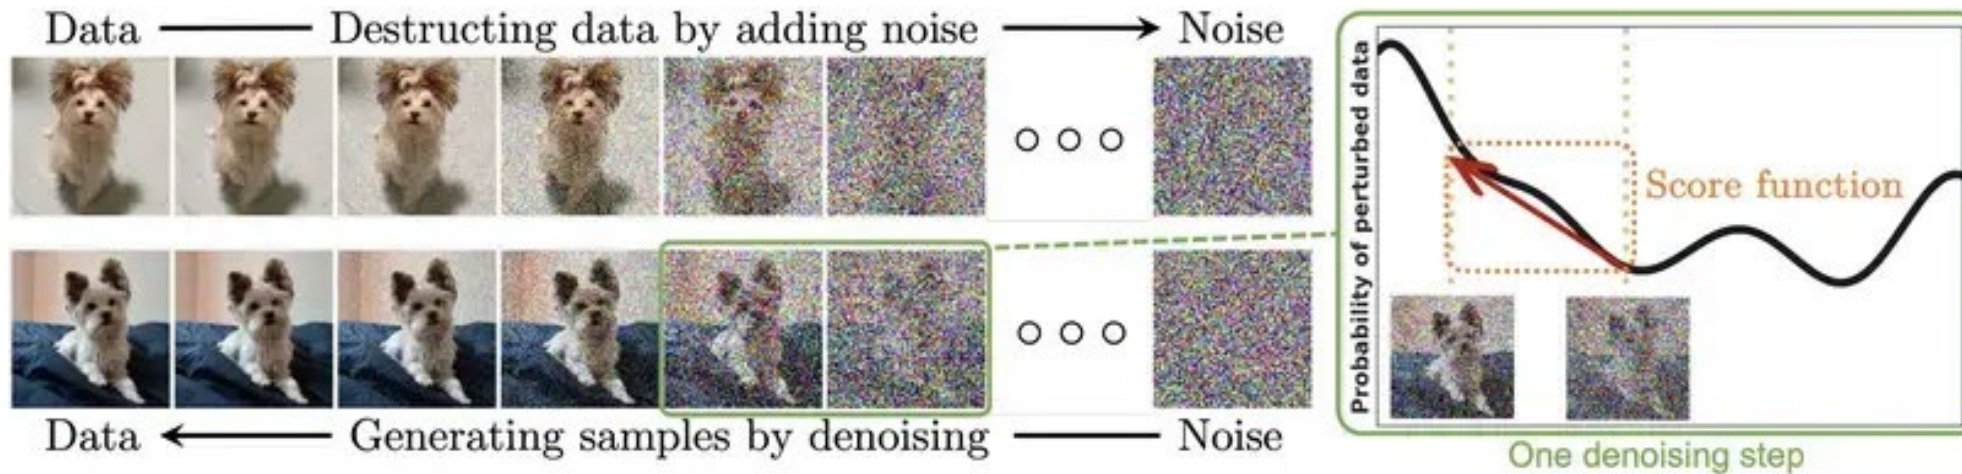 Data Destructing data by adding noise Noise
Probability of perturbed data
Score function
Data Generating samples by denoising Noise
One denoising step